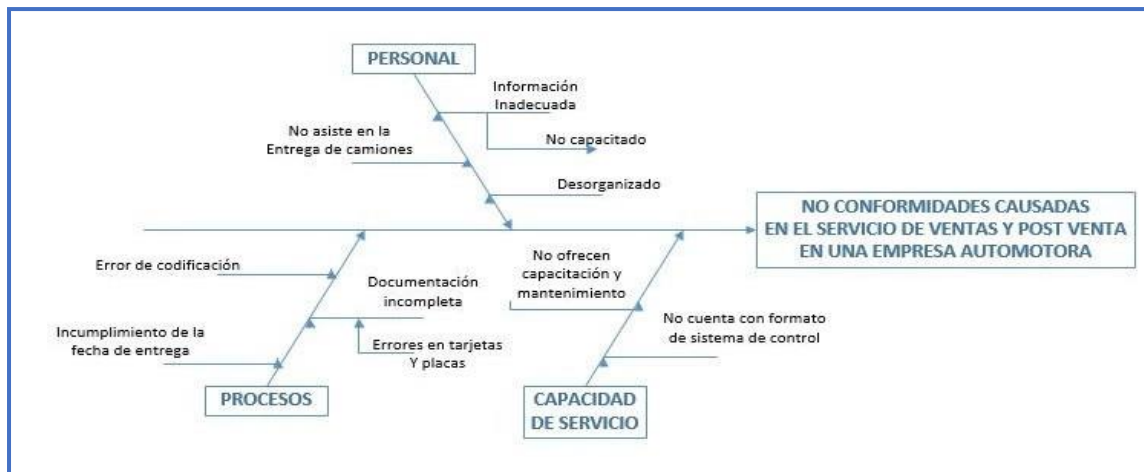 PERSONAL
Información
Inadecuada
No asiste en la
Entrega de camiones
No capacitado
Desorganizado
NO CONFORMIDADES CAUSADAS
EN EL SERVICIO DE VENTAS Y POST VENTA
EN UNA EMPRESA AUTOMOTORA
Error de codificación
Documentación
incompleta
No ofrecen
capacitación y
mantenimiento
Incumplimiento de la
fecha de entrega
Errores en tarjetas
Y placas
No cuenta con formato
de sistema de control
PROCESOS
CAPACIDAD
DE SERVICIO